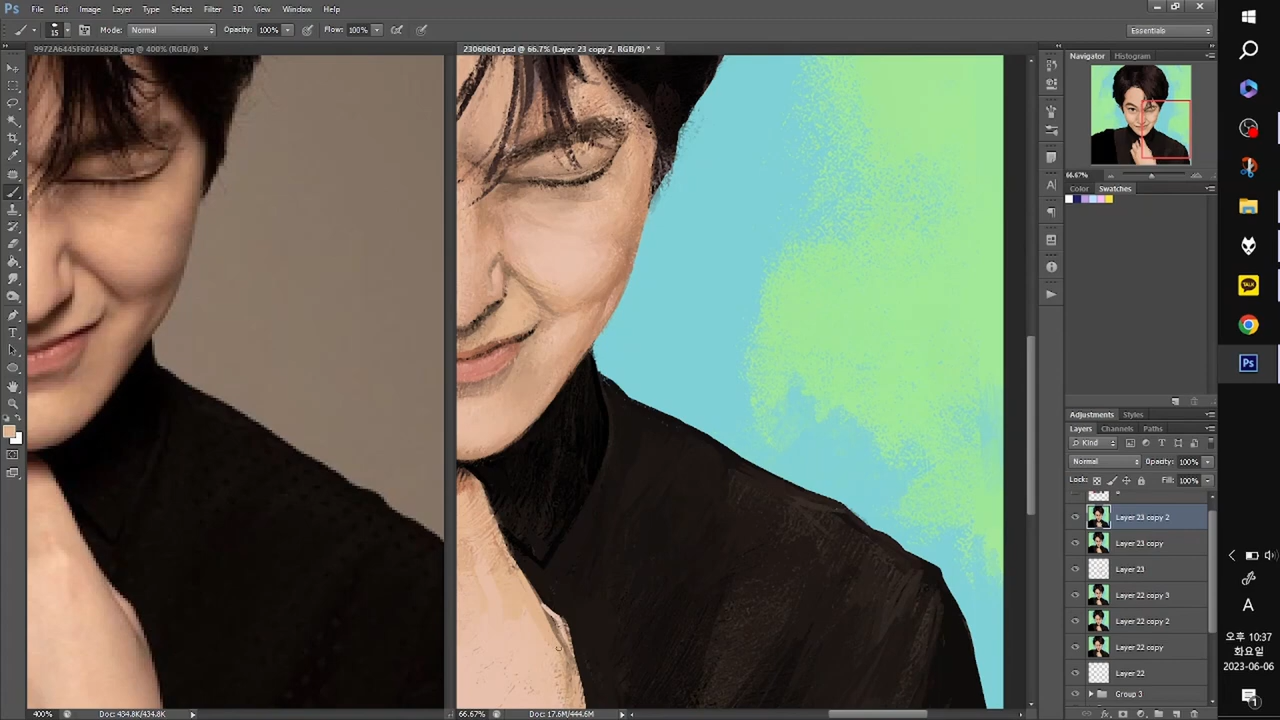 Ps File Edit Image Layer Type Select Filter 3D View Window Help
15 Mode: Normal Opacity: 100% Flow: 100% Essentials
9972A6445F60746828.png @ 400% (RGB/8) ×
23060601.psd @ 66.7% (Layer 23 copy 2, RGB/8) * ×
Navigator Histogram
66.67%
Color Swatches
Adjustments Styles
Layers Channels Paths
Kind
Normal Opacity: 100%
Lock: Fill: 100%
Layer 23 copy 2
Layer 23 copy
Layer 23
Layer 22 copy 3
Layer 22 copy 2
Layer 22 copy
Layer 22
Group 3
400% Doc: 434.8K/434.8K
66.67% Doc: 17.6M/444.6M
TALK
Ps
A
오후 10:37
화요일
2023-06-06
1